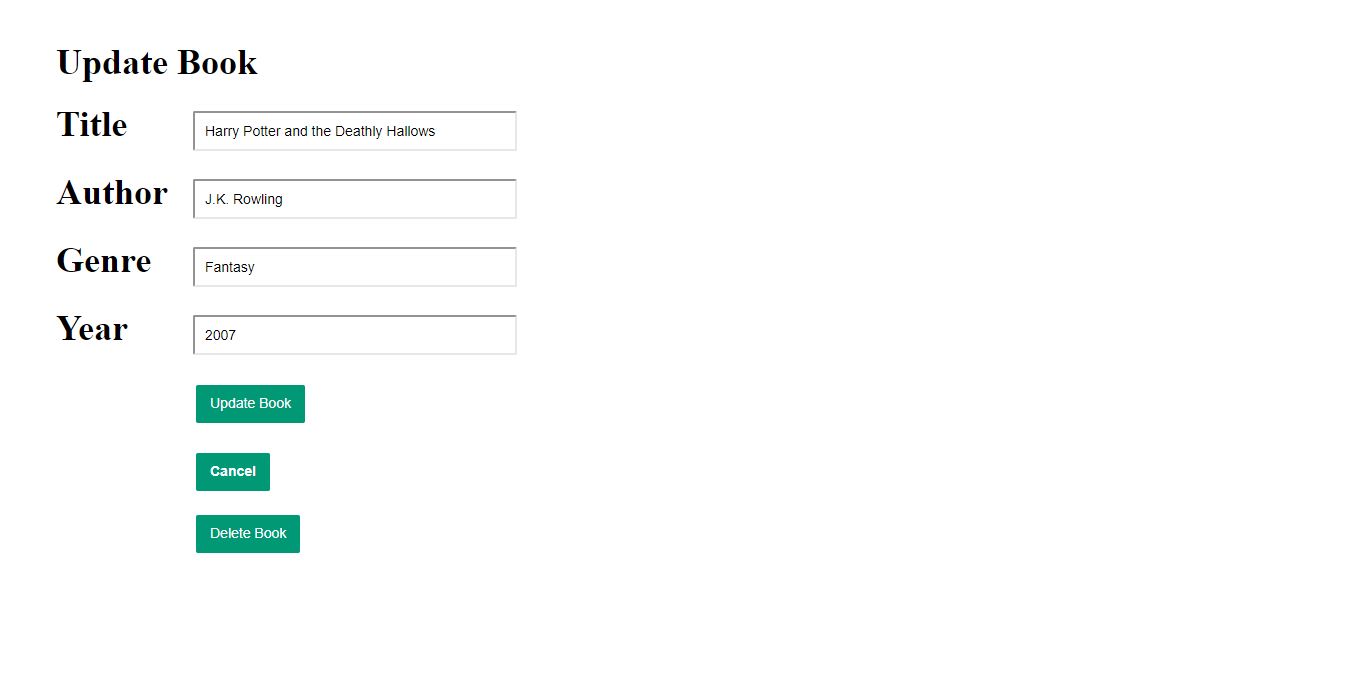 Update Book
Title Harry Potter and the Deathly Hallows
Author J.K. Rowling
Genre Fantasy
Year 2007
Update Book
Cancel
Delete Book